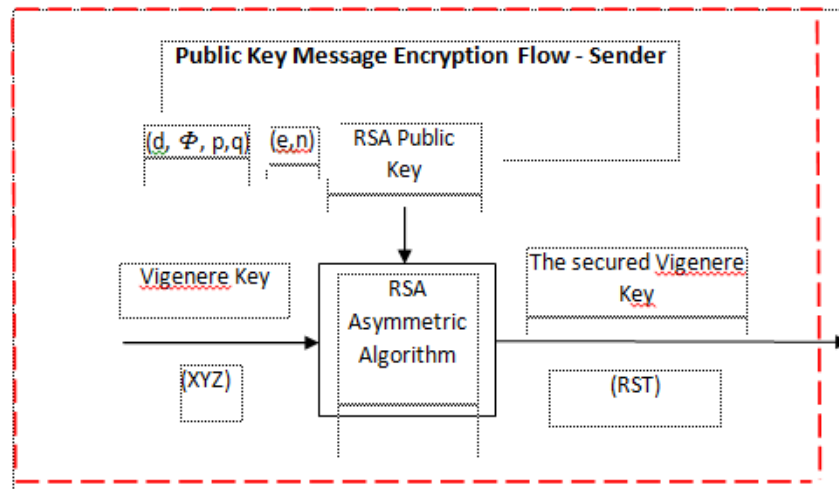 Public Key Message Encryption Flow - Sender
(d, Φ, p,q) (e,n) RSA Public
Key
Vigenere Key
RSA
Asymmetric
Algorithm
The secured Vigenere
Key
(XYZ)
(RST)